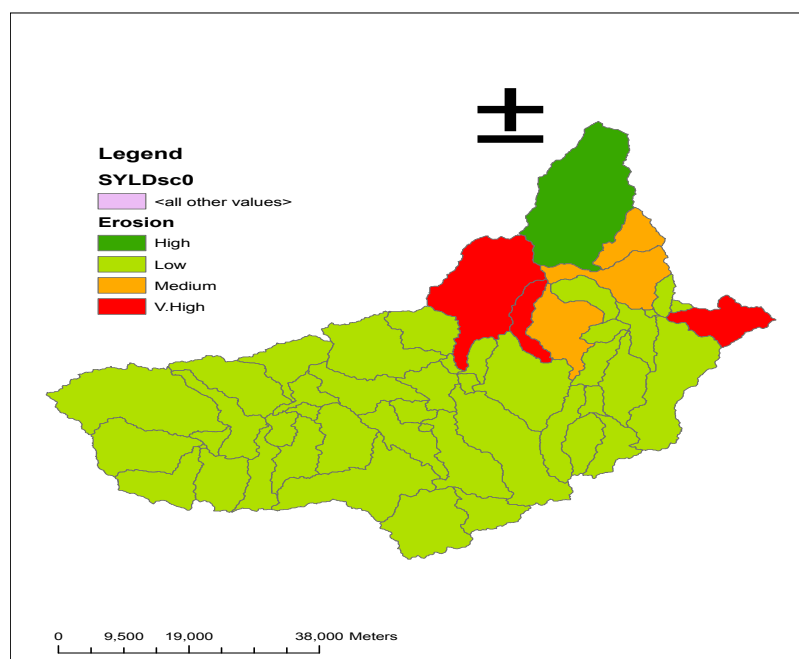 Legend
SYLDsc0
<all other values>
Erosion
High
Low
Medium
V.High
0 9,500 19,000 38,000 Meters